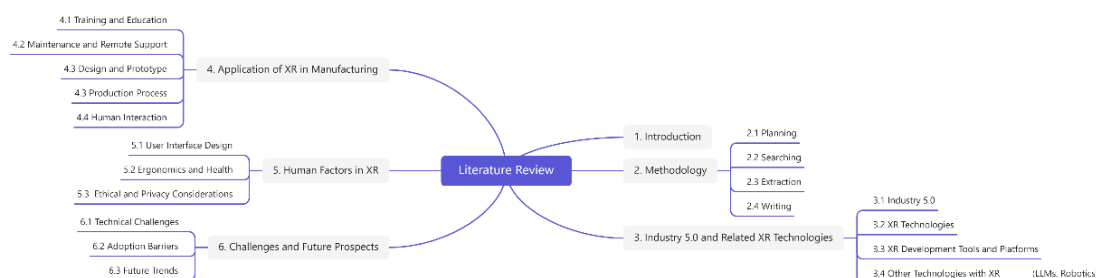 Literature Review
1. Introduction
2. Methodology
2.1 Planning
2.2 Searching
2.3 Extraction
2.4 Writing
3. Industry 5.0 and Related XR Technologies
3.1 Industry 5.0
3.2 XR Technologies
3.3 XR Development Tools and Platforms
3.4 Other Technologies with XR (LLMs, Robotics
4. Application of XR in Manufacturing
4.1 Training and Education
4.2 Maintenance and Remote Support
4.3 Design and Prototype
4.3 Production Process
4.4 Human Interaction
5. Human Factors in XR
5.1 User Interface Design
5.2 Ergonomics and Health
5.3 Ethical and Privacy Considerations
6. Challenges and Future Prospects
6.1 Technical Challenges
6.2 Adoption Barriers
6.3 Future Trends